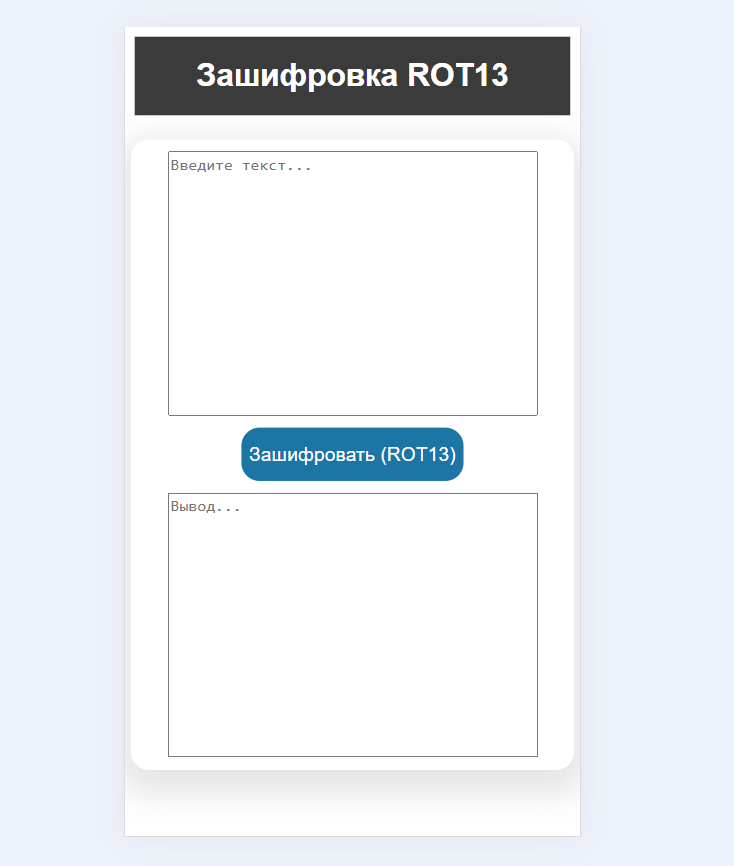 Зашифровка ROT13
Введите текст...
Зашифровать (ROT13)
Вывод...